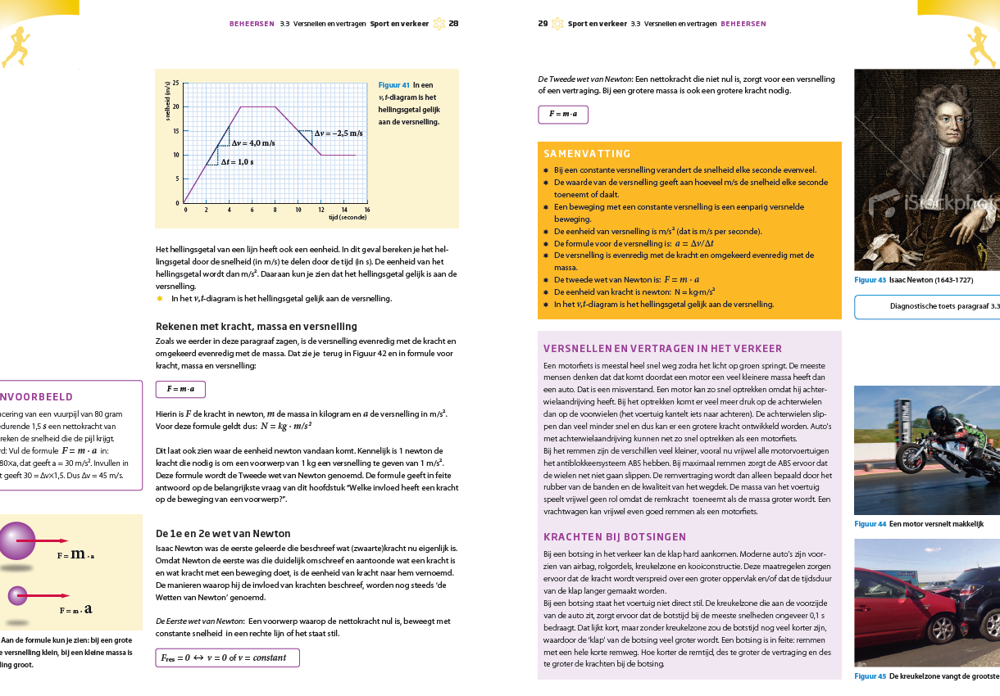 BEHEERSEN 3.3 Versnellen en vertragen Sport en verkeer 28
25
20
15
10
5
0
0 2 4 6 8 10 12 14 16
snelheid (m/s)
tijd (seconde)
Δv = 4,0 m/s
Δt = 1,0 s
Δv = −2,5 m/s
Figuur 41 In een
v,t-diagram is het
hellingsgetal gelijk
aan de versnelling.
Het hellingsgetal van een lijn heeft ook een eenheid. In dit geval bereken je het hel-
lingsgetal door de snelheid (in m/s) te delen door de tijd (in s). De eenheid van het
hellingsgetal wordt dan m/s². Daaraan kun je zien dat het hellingsgetal gelijk is aan de
versnelling.
✱ In het v,t-diagram is het hellingsgetal gelijk aan de versnelling.
Rekenen met kracht, massa en versnelling
Zoals we eerder in deze paragraaf zagen, is de versnelling evenredig met de kracht en
omgekeerd evenredig met de massa. Dat zie je terug in Figuur 42 en in formule voor
kracht, massa en versnelling:
F = m·a
Hierin is F de kracht in newton, m de massa in kilogram en a de versnelling in m/s².
Voor deze formule geldt dus: N = kg · m/s²
Dit laat ook zien waar de eenheid newton vandaan komt. Kennelijk is 1 newton de
kracht die nodig is om een voorwerp van 1 kg een versnelling te geven van 1 m/s².
Deze formule wordt de Tweede wet van Newton genoemd. De formule geeft in feite
antwoord op de belangrijkste vraag van dit hoofdstuk “Welke invloed heeft een kracht
op de beweging van een voorwerp?”.
De 1e en 2e wet van Newton
Isaac Newton was de eerste geleerde die beschreef wat (zwaarte)kracht nu eigenlijk is.
Omdat Newton de eerste was die duidelijk omschreef en aantoonde wat een kracht is
en wat kracht met een beweging doet, is de eenheid van kracht naar hem vernoemd.
De manieren waarop hij de invloed van krachten beschreef, worden nog steeds ‘de
Wetten van Newton’ genoemd.
De Eerste wet van Newton: Een voorwerp waarop de nettokracht nul is, beweegt met
constante snelheid in een rechte lijn of het staat stil.
Fres = 0 ↔ v = 0 of v = constant
NVOORBEELD
ncering van een vuurpijl van 80 gram
edurende 1,5 s een nettokracht van
reken de snelheid die de pijl krijgt.
rd: Vul de formule F = m · a in:
80×a, dat geeft a = 30 m/s². Invullen in
t geeft 30 = Δv×1,5. Dus Δv = 45 m/s.
F = m · a
F = m · a
Aan de formule kun je zien: bij een grote
e versnelling klein, bij een kleine massa is
ling groot.
29 Sport en verkeer 3.3 Versnellen en vertragen BEHEERSEN
De Tweede wet van Newton: Een nettokracht die niet nul is, zorgt voor een versnelling
of een vertraging. Bij een grotere massa is ook een grotere kracht nodig.
F = m·a
SAMENVATTING
✱ Bij een constante versnelling verandert de snelheid elke seconde evenveel.
✱ De waarde van de versnelling geeft aan hoeveel m/s de snelheid elke seconde
toeneemt of daalt.
✱ Een beweging met een constante versnelling is een eenparig versnelde
beweging.
✱ De eenheid van versnelling is m/s² (dat is m/s per seconde).
✱ De formule voor de versnelling is: a = Δv/Δt
✱ De versnelling is evenredig met de kracht en omgekeerd evenredig met de
massa.
✱ De tweede wet van Newton is: F = m · a
✱ De eenheid van kracht is newton: N = kg·m/s²
✱ In het v,t-diagram is het hellingsgetal gelijk aan de versnelling.
VERSNELLEN EN VERTRAGEN IN HET VERKEER
Een motorfiets is meestal heel snel weg zodra het licht op groen springt. De meeste
mensen denken dat dat komt doordat een motor een veel kleinere massa heeft dan
een auto. Dat is een misverstand. Een motor kan zo snel optrekken omdat hij achter-
wielaandrijving heeft. Bij het optrekken komt er veel meer druk op de achterwielen
dan op de voorwielen (het voertuig kantelt iets naar achteren). De achterwielen slip-
pen dan veel minder snel en dus kan er een grotere kracht ontwikkeld worden. Auto's
met achterwielaandrijving kunnen net zo snel optrekken als een motorfiets.
Bij het remmen zijn de verschillen veel kleiner, vooral nu vrijwel alle motorvoertuigen
het antiblokkeersysteem ABS hebben. Bij maximaal remmen zorgt de ABS ervoor dat
de wielen net niet gaan slippen. De remvertraging wordt dan alleen bepaald door het
rubber van de banden en de kwaliteit van het wegdek. De massa van het voertuig
speelt vrijwel geen rol omdat de remkracht toeneemt als de massa groter wordt. Een
vrachtwagen kan vrijwel even goed remmen als een motorfiets.
KRACHTEN BIJ BOTSINGEN
Bij een botsing in het verkeer kan de klap hard aankomen. Moderne auto's zijn voor-
zien van airbag, rolgordels, kreukelzone en kooiconstructie. Deze maatregelen zorgen
ervoor dat de kracht wordt verspreid over een groter oppervlak en/of dat de tijdsduur
van de klap langer gemaakt worden.
Bij een botsing staat het voertuig niet direct stil. De kreukelzone die aan de voorzijde
van de auto zit, zorgt ervoor dat de botstijd bij de meeste snelheden ongeveer 0,1 s
bedraagt. Dat lijkt kort, maar zonder kreukelzone zou de botstijd nog veel korter zijn,
waardoor de ‘klap’ van de botsing veel groter wordt. Een botsing is in feite: remmen
met een hele korte remweg. Hoe korter de remtijd, des te groter de vertraging en des
te groter de krachten bij de botsing.
iStockphoto
Figuur 43 Isaac Newton (1643-1727)
Diagnostische toets paragraaf 3.3
Figuur 44 Een motor versnelt makkelijk
Figuur 45 De kreukelzone vangt de grootste